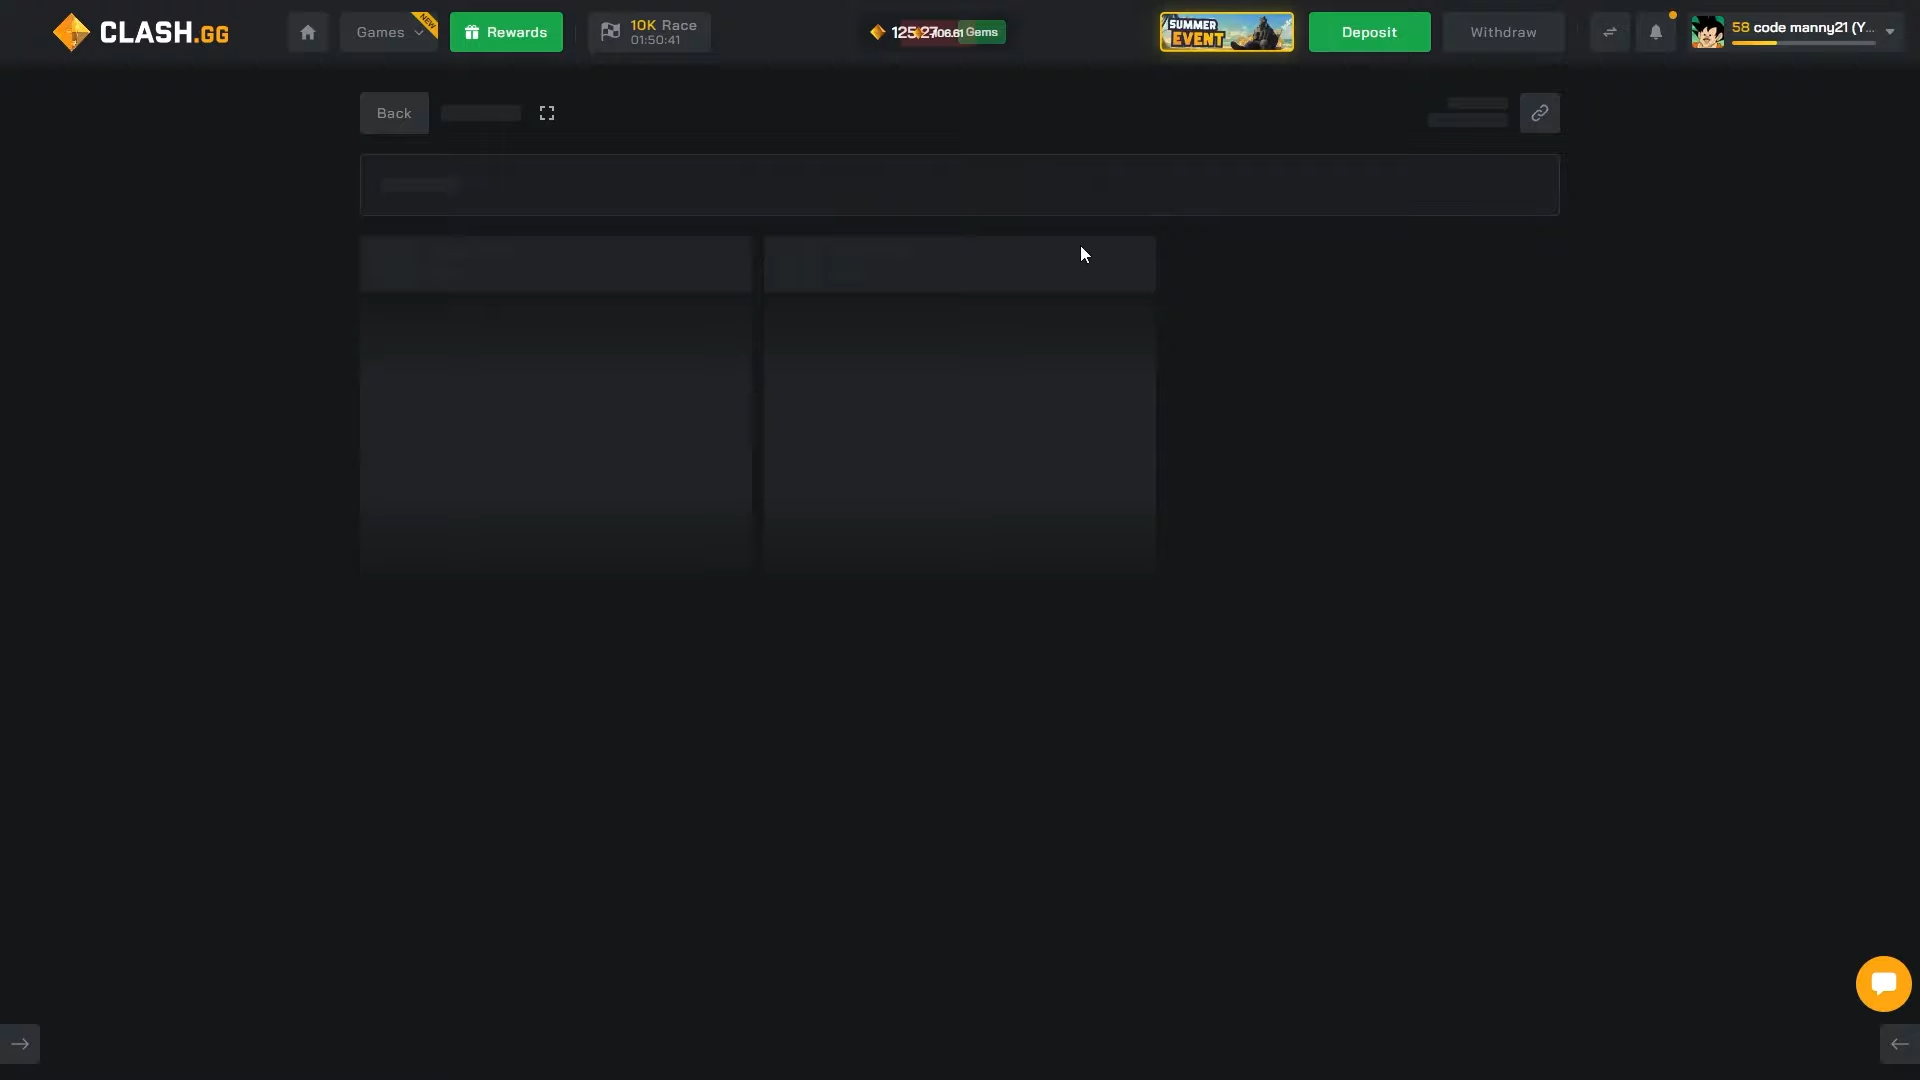 CLASH.GG
Games
NEW
Rewards
10K Race
01:50:41
Gems
SUMMER
EVENT
Deposit
Withdraw
58 code manny21 (Y...
Back